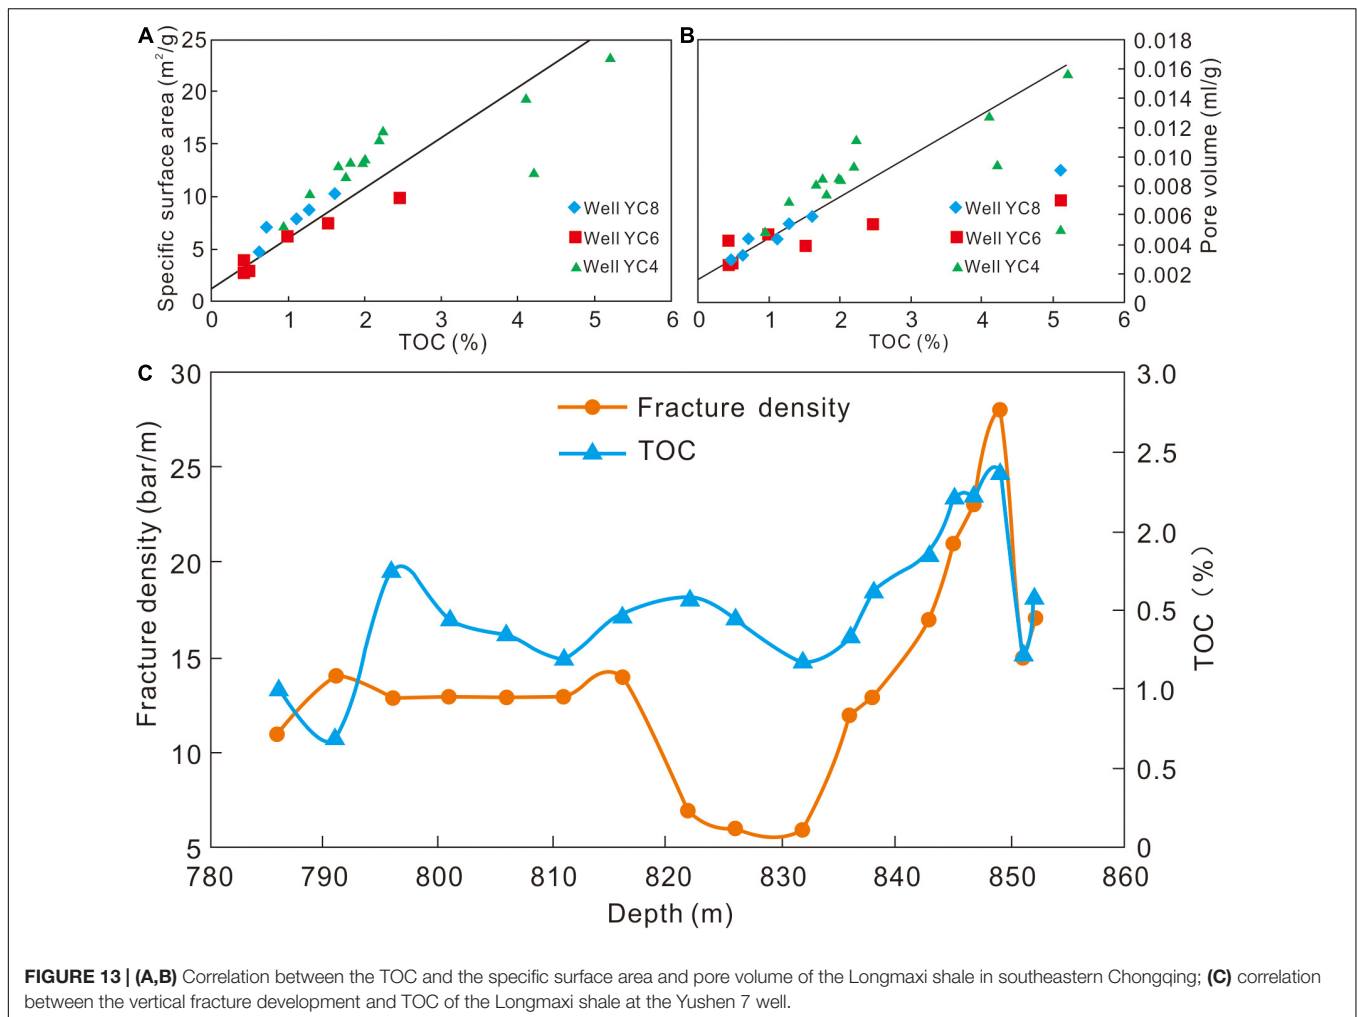 A
Specific surface area (m²/g)
25
20
15
10
5
0
0 1 2 3 4 5 6
TOC (%)
Well YC8
Well YC6
Well YC4
B
0.018
0.016
0.014
0.012
0.010
0.008
0.006
0.004
0.002
0
Pore volume (ml/g)
0 1 2 3 4 5 6
TOC (%)
Well YC8
Well YC6
Well YC4
C
Fracture density (bar/m)
30
25
20
15
10
5
Fracture density
TOC
3.0
2.5
2.0
0.5
1.0
0.5
0
TOC (%)
780 790 800 810 820 830 840 850 860
Depth (m)
FIGURE 13 | (A,B) Correlation between the TOC and the specific surface area and pore volume of the Longmaxi shale in southeastern Chongqing; (C) correlation
between the vertical fracture development and TOC of the Longmaxi shale at the Yushen 7 well.